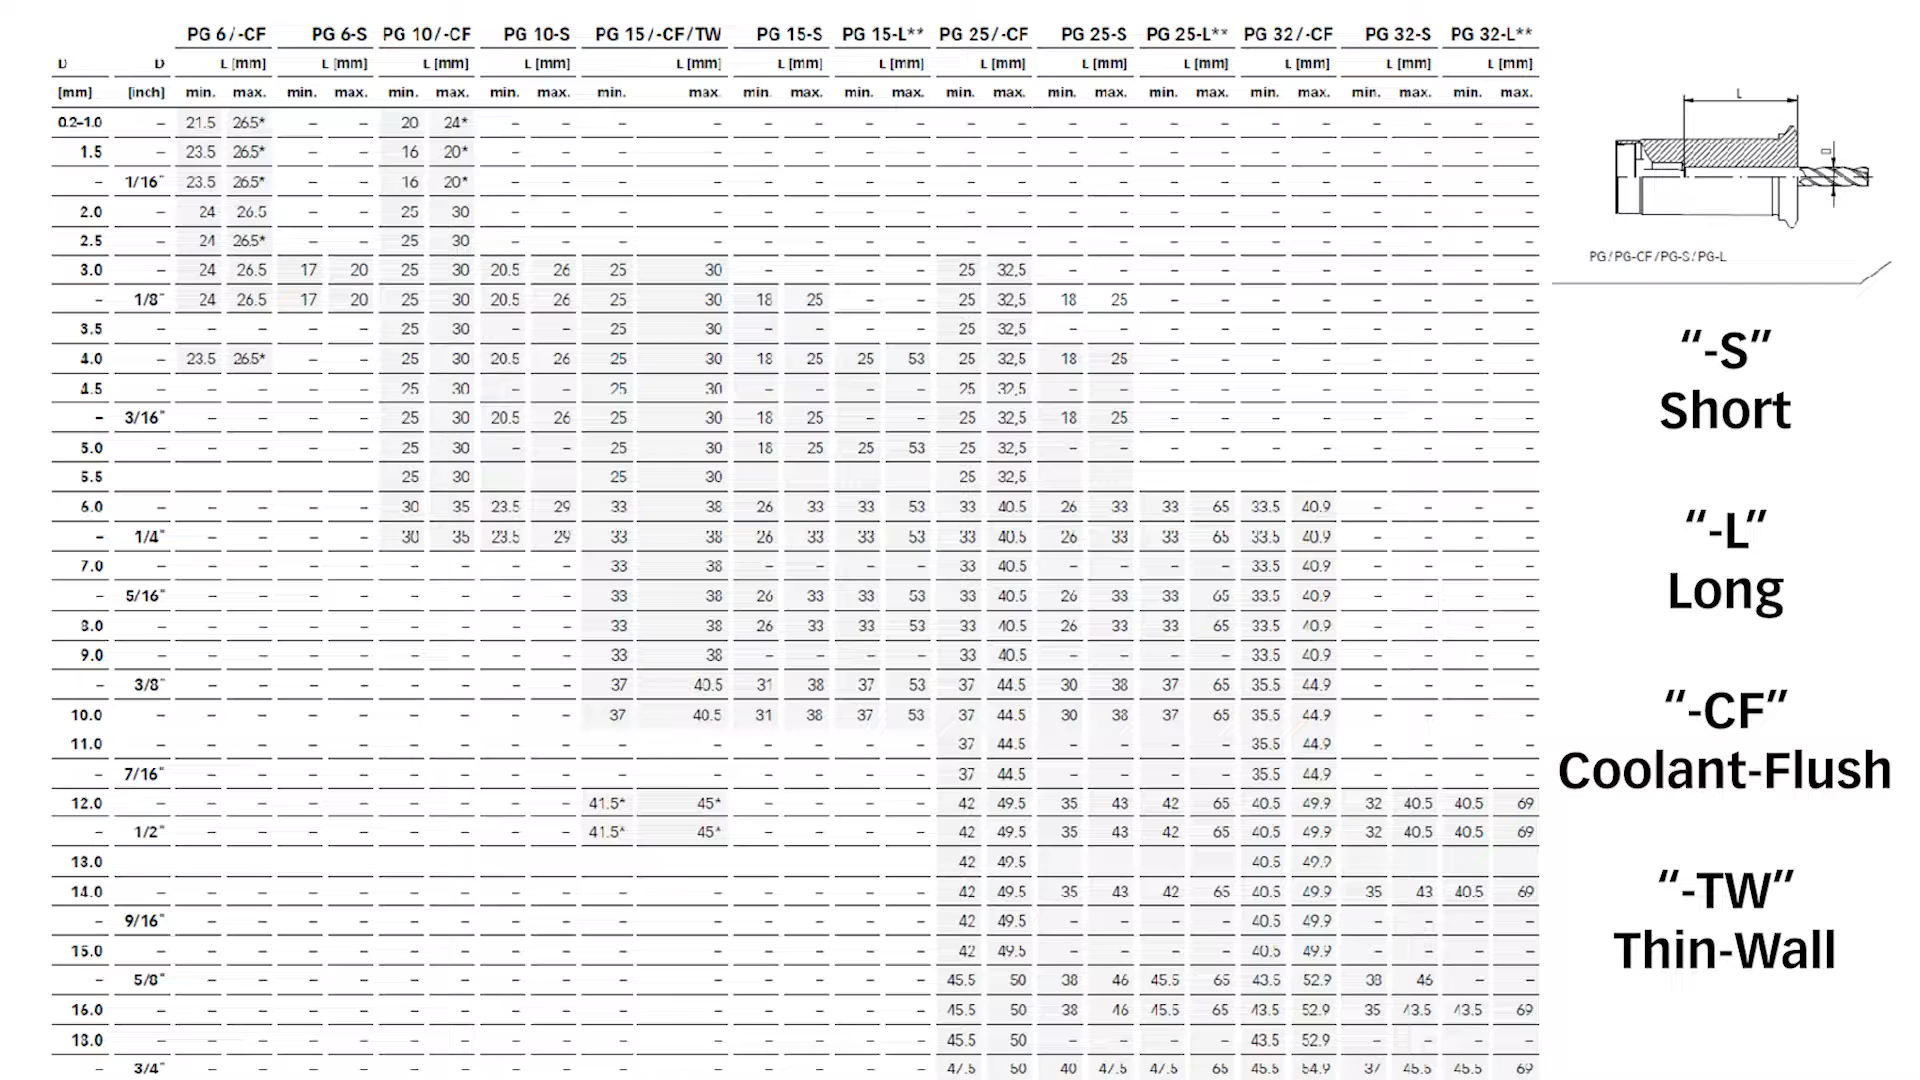 PG 6/-CF PG 6-S PG 10/-CF PG 10-S PG 15/-CF/TW PG 15-S PG 15-L** PG 25/-CF PG 25-S PG 25-L** PG 32/-CF PG 32-S PG 32-L**
D D L [mm] L [mm] L [mm] L [mm] L [mm] L [mm] L [mm] L [mm] L [mm] L [mm] L [mm] L [mm] L [mm]
[mm] [inch] min. max. min. max. min. max. min. max. min. max. min. max. min. max. min. max. min. max. min. max. min. max. min. max. min. max.
0.2–1.0 – 21.5 26.5* – – 20 24* – – – – – – – – – – – – – – – – – – – –
1.5 – 23.5 26.5* – – 16 20* – – – – – – – – – – – – – – – – – – – –
– 1/16" 23.5 26.5* – – 16 20* – – – – – – – – – – – – – – – – – – – –
2.0 – 24 26.5 – – 25 30 – – – – – – – – – – – – – – – – – – – –
2.5 – 24 26.5* – – 25 30 – – – – – – – – – – – – – – – – – – – –
3.0 – 24 26.5 17 20 25 30 20.5 26 25 30 – – – – 25 32,5 – – – – – – – – – –
– 1/8" 24 26.5 17 20 25 30 20.5 26 25 30 18 25 – – 25 32,5 18 25 – – – – – – – –
3.5 – – – – – 25 30 – – 25 30 – – – – 25 32,5 – – – – – – – – – –
4.0 – 23.5 26.5* – – 25 30 20.5 26 25 30 18 25 25 53 25 32,5 18 25 – – – – – – – –
4.5 – – – – – 25 30 – – 25 30 – – – – 25 32,5 – – – – – – – – – –
– 3/16" – – – – 25 30 20.5 26 25 30 18 25 – – 25 32,5 18 25 – – – – – – – –
5.0 – – – – – 25 30 – – 25 30 18 25 25 53 25 32,5 – – – – – – – – – –
5.5 25 30 25 30 25 32,5
6.0 – – – – – 30 35 23.5 29 33 38 26 33 33 53 33 40.5 26 33 33 65 33.5 40.9 – – – –
– 1/4" – – – – 30 35 23.5 29 33 38 26 33 33 53 33 40.5 26 33 33 65 33.5 40.9 – – – –
7.0 – – – – – – – – – 33 38 – – – – 33 40.5 – – – – 33.5 40.9 – – – –
– 5/16" – – – – – – – – 33 38 26 33 33 53 33 40.5 26 33 33 65 33.5 40.9 – – – –
8.0 – – – – – – – – – 33 38 26 33 33 53 33 40.5 26 33 33 65 33.5 40.9 – – – –
9.0 – – – – – – – – – 33 38 – – – – 33 40.5 – – – – 33.5 40.9 – – – –
– 3/8" – – – – – – – – 37 40.5 31 38 37 53 37 44.5 30 38 37 65 35.5 44.9 – – – –
10.0 – – – – – – – – – 37 40.5 31 38 37 53 37 44.5 30 38 37 65 35.5 44.9 – – – –
11.0 – – – – – – – – – – – – – – – 37 44.5 – – – – 35.5 44.9 – – – –
– 7/16" – – – – – – – – – – – – – – 37 44.5 – – – – 35.5 44.9 – – – –
12.0 – – – – – – – – – 41.5* 45* – – – – 42 49.5 35 43 42 65 40.5 49.9 32 40.5 40.5 69
– 1/2" – – – – – – – – 41.5* 45* – – – – 42 49.5 35 43 42 65 40.5 49.9 32 40.5 40.5 69
13.0 42 49.5 40.5 49.9
14.0 – – – – – – – – – – – – – – – 42 49.5 35 43 42 65 40.5 49.9 35 43 40.5 69
– 9/16" – – – – – – – – – – – – – – 42 49.5 – – – – 40.5 49.9 – – – –
15.0 – – – – – – – – – – – – – – – 42 49.5 – – – – 40.5 49.9 – – – –
– 5/8" – – – – – – – – – – – – – – 45.5 50 38 46 45.5 65 43.5 52.9 38 46 – –
16.0 – – – – – – – – – – – – – – – 45.5 50 38 46 45.5 65 43.5 52.9 35 43.5 43.5 69
18.0 – – – – – – – – – – – – – – – 45.5 50 – – – – 43.5 52.9 – – – –
– 3/4" – – – – – – – – – – – – – – 47.5 50 40 47.5 47.5 65 45.5 54.9 37 45.5 45.5 69
L
D
PG/PG-CF/PG-S/PG-L
“-S”
Short
“-L”
Long
“-CF”
Coolant-Flush
“-TW”
Thin-Wall